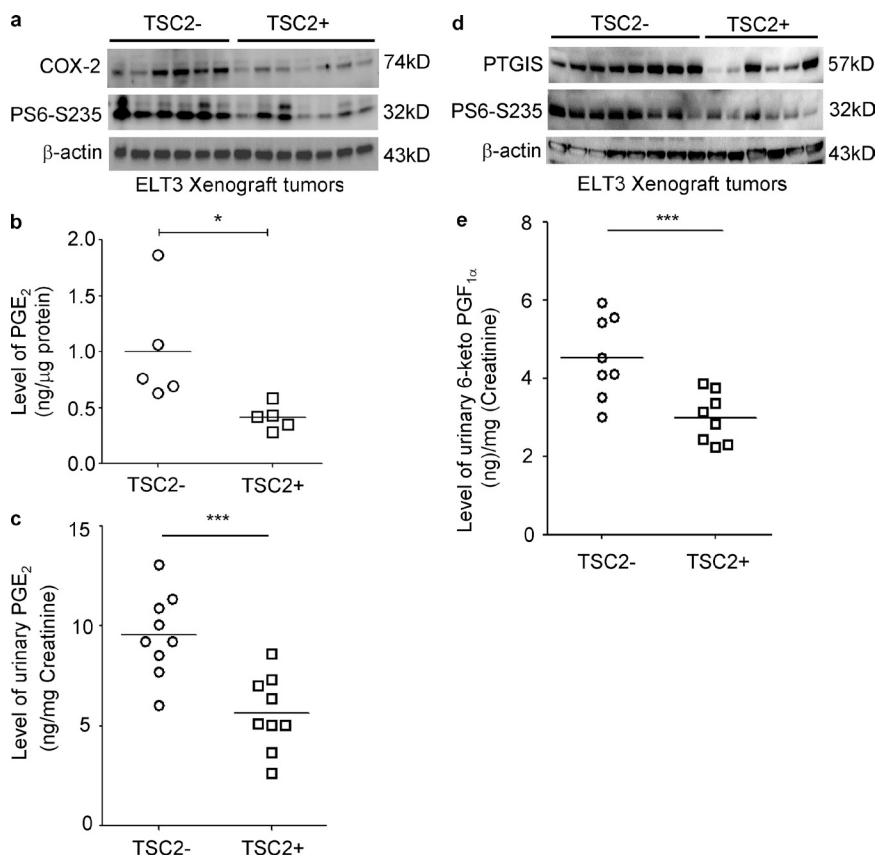 a
TSC2- TSC2+
COX-2 74kD
PS6-S235 32kD
β-actin 43kD
ELT3 Xenograft tumors
b
*
Level of PGE2
(ng/μg protein)
2.0
1.5
1.0
0.5
0.0
TSC2- TSC2+
c
***
Level of urinary PGE2
(ng/mg Creatinine)
15
10
5
0
TSC2- TSC2+
d
TSC2- TSC2+
PTGIS 57kD
PS6-S235 32kD
β-actin 43kD
ELT3 Xenograft tumors
e
***
Level of urinary 6-keto PGF1α
(ng)/mg (Creatinine)
8
6
4
2
0
TSC2- TSC2+